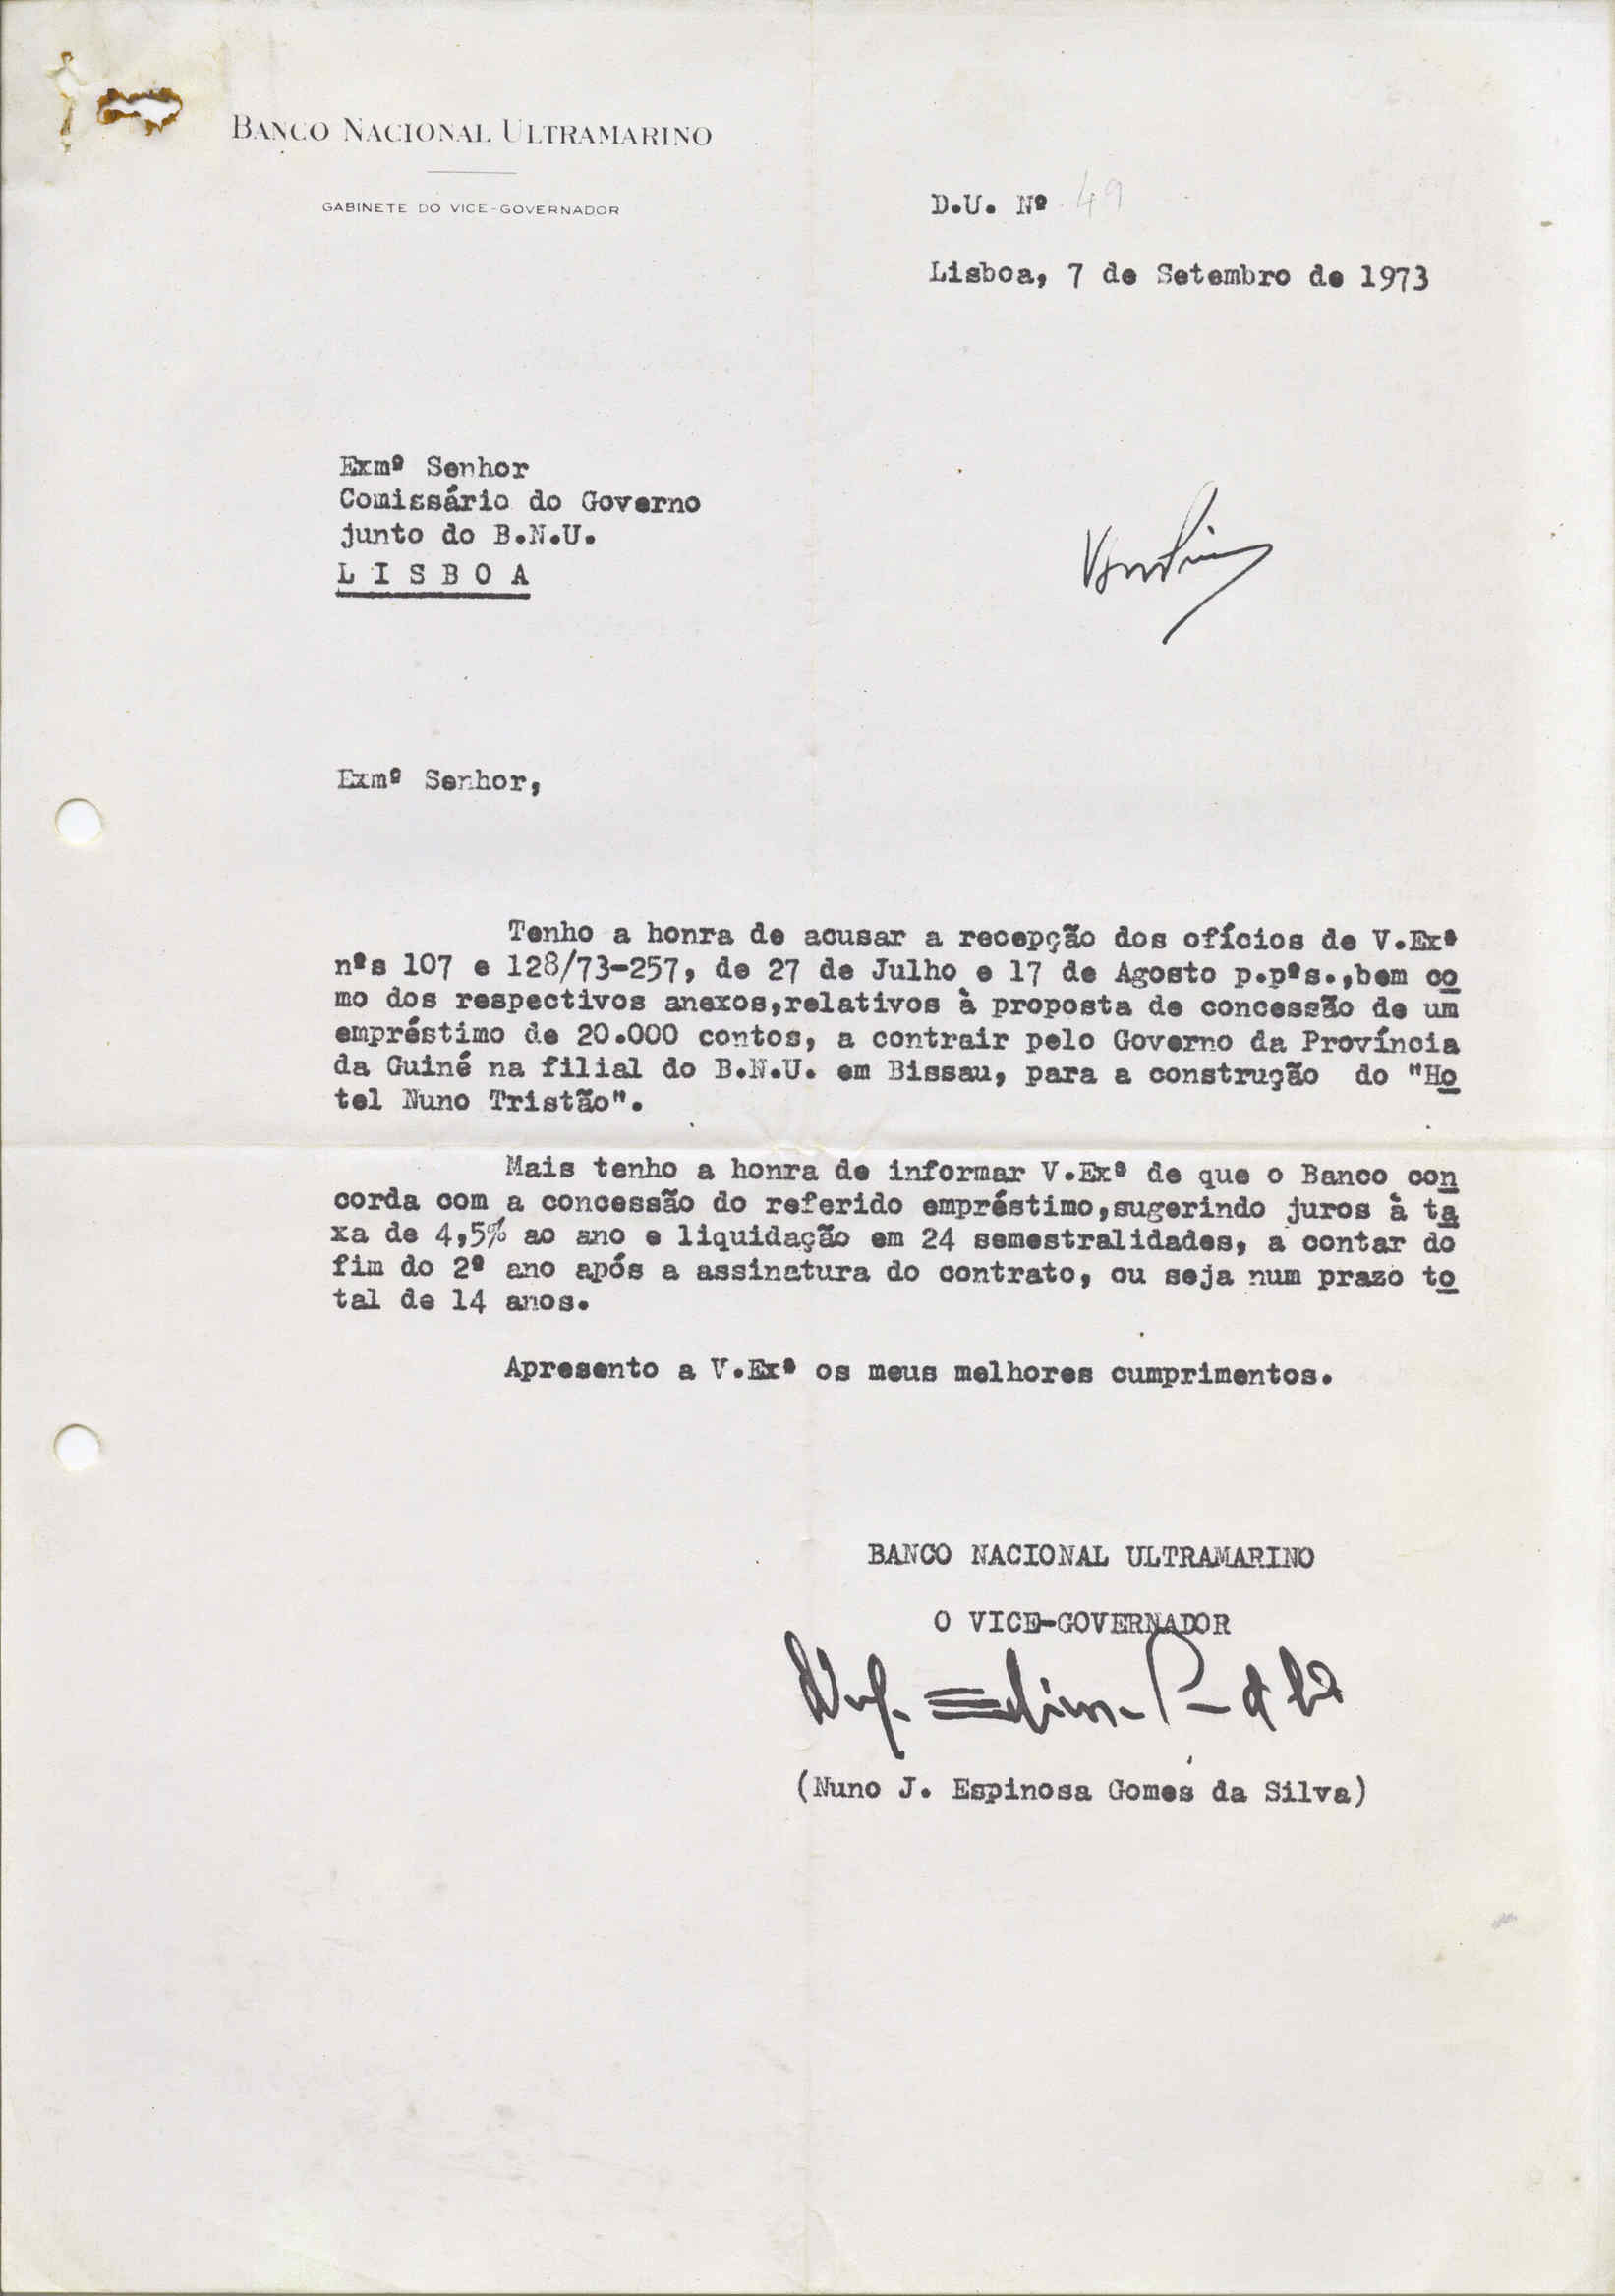 BANCO NACIONAL ULTRAMARINO
GABINETE DO VICE-GOVERNADOR
D.U. Nº 49
Lisboa, 7 de Setembro de 1973
Exmº Senhor
Comissário do Governo
junto do B.N.U.
L I S B O A
Exmº Senhor,
Tenho a honra de acusar a recepção dos ofícios de V.Exª
nºs 107 e 128/73-257, de 27 de Julho e 17 de Agosto p.pºs.,bem co
mo dos respectivos anexos,relativos à proposta de concessão de um
empréstimo de 20.000 contos, a contrair pelo Governo da Província
da Guiné na filial do B.N.U. em Bissau, para a construção do "Ho
tel Nuno Tristão".
Mais tenho a honra de informar V.Exª de que o Banco con
corda com a concessão do referido empréstimo,sugerindo juros à ta
xa de 4,5% ao ano e liquidação em 24 semestralidades, a contar do
fim do 2º ano após a assinatura do contrato, ou seja num prazo to
tal de 14 anos.
Apresento a V.Exª os meus melhores cumprimentos.
BANCO NACIONAL ULTRAMARINO
O VICE-GOVERNADOR
(Nuno J. Espinosa Gomes da Silva)